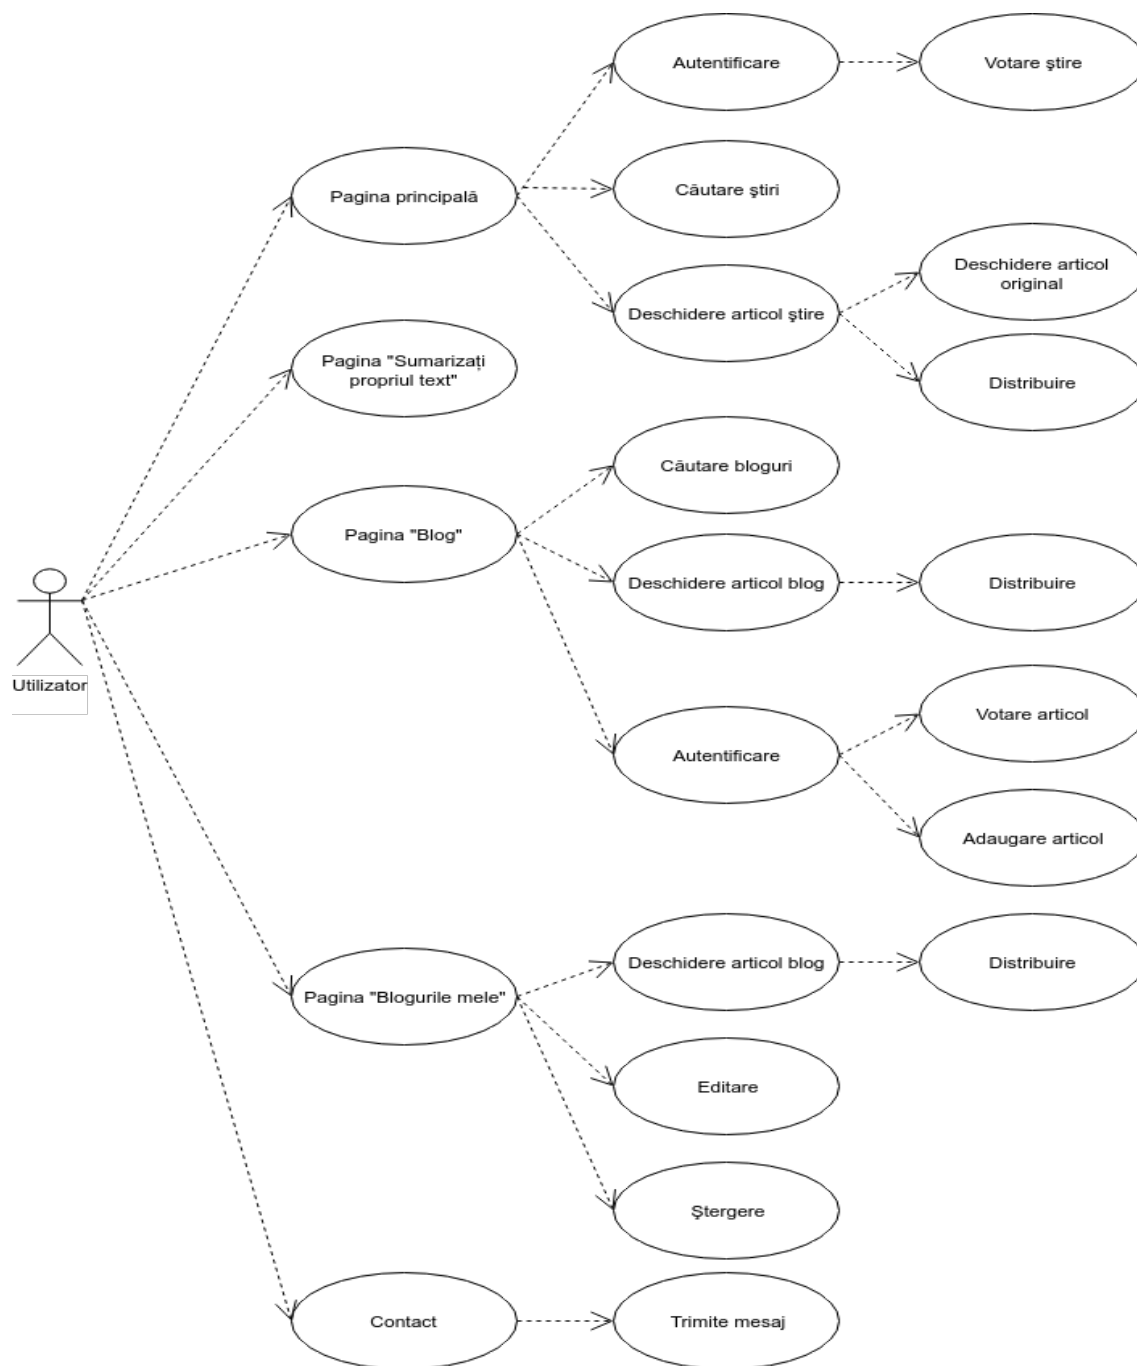 Autentificare
Votare ştire
Pagina principală
Căutare ştiri
Deschidere articol ştire
Deschidere articol
original
Distribuire
Pagina "Sumarizați
propriul text"
Căutare bloguri
Pagina "Blog"
Deschidere articol blog
Distribuire
Utilizator
Autentificare
Votare articol
Adaugare articol
Pagina "Blogurile mele"
Deschidere articol blog
Distribuire
Editare
Ştergere
Contact
Trimite mesaj